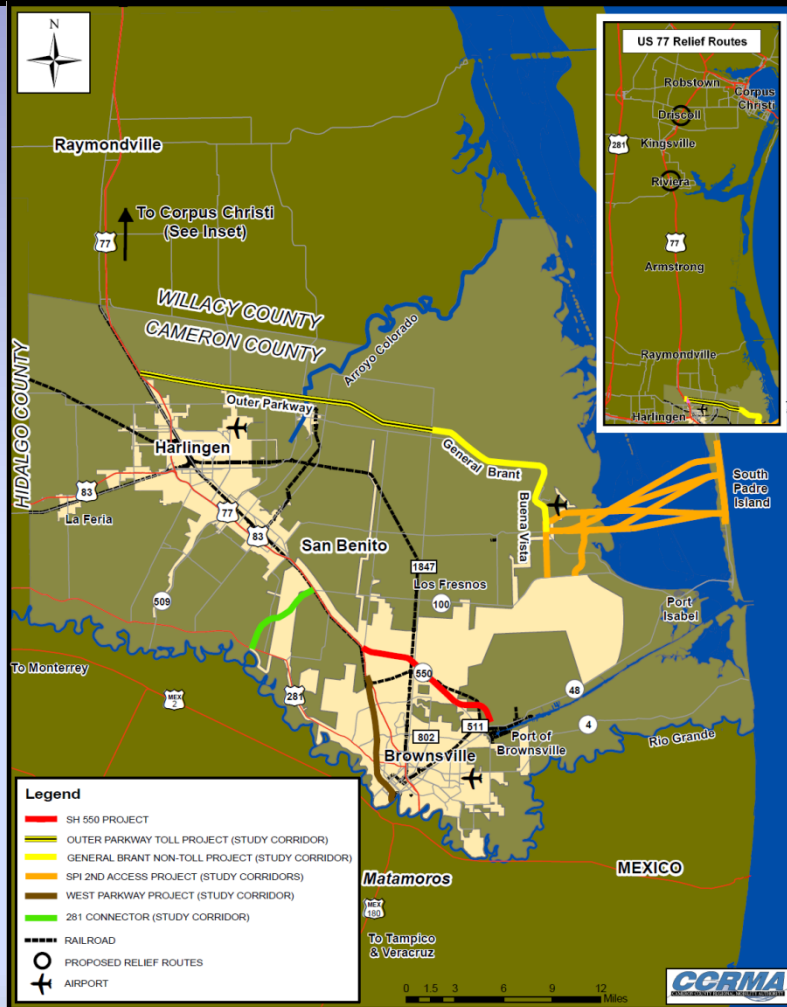 N
US 77 Relief Routes
Robstown
Corpus
Christi
Driscoll
281
Kingsville
Riviera
77
Armstrong
Raymondville
Harlingen
Raymondville
To Corpus Christi
(See Inset)
77
WILLACY COUNTY
CAMERON COUNTY
HIDALGO COUNTY
Arroyo Colorado
Outer Parkway
General Brant
Buena Vista
South
Padre
Island
Harlingen
83
La Feria
77
83
San Benito
1847
Los Fresnos
100
509
Port
Isabel
To Monterrey
MEX
2
281
550
48
511
4
802
Port of
Brownsville
Rio Grande
Brownsville
Matamoros
MEXICO
MEX
180
To Tampico
& Veracruz
Legend
SH 550 PROJECT
OUTER PARKWAY TOLL PROJECT (STUDY CORRIDOR)
GENERAL BRANT NON-TOLL PROJECT (STUDY CORRIDOR)
SPI 2ND ACCESS PROJECT (STUDY CORRIDORS)
WEST PARKWAY PROJECT (STUDY CORRIDOR)
281 CONNECTOR (STUDY CORRIDOR)
RAILROAD
PROPOSED RELIEF ROUTES
AIRPORT
0 1.5 3 6 9 12
Miles
CCRMA
CAMERON COUNTY REGIONAL MOBILITY AUTHORITY